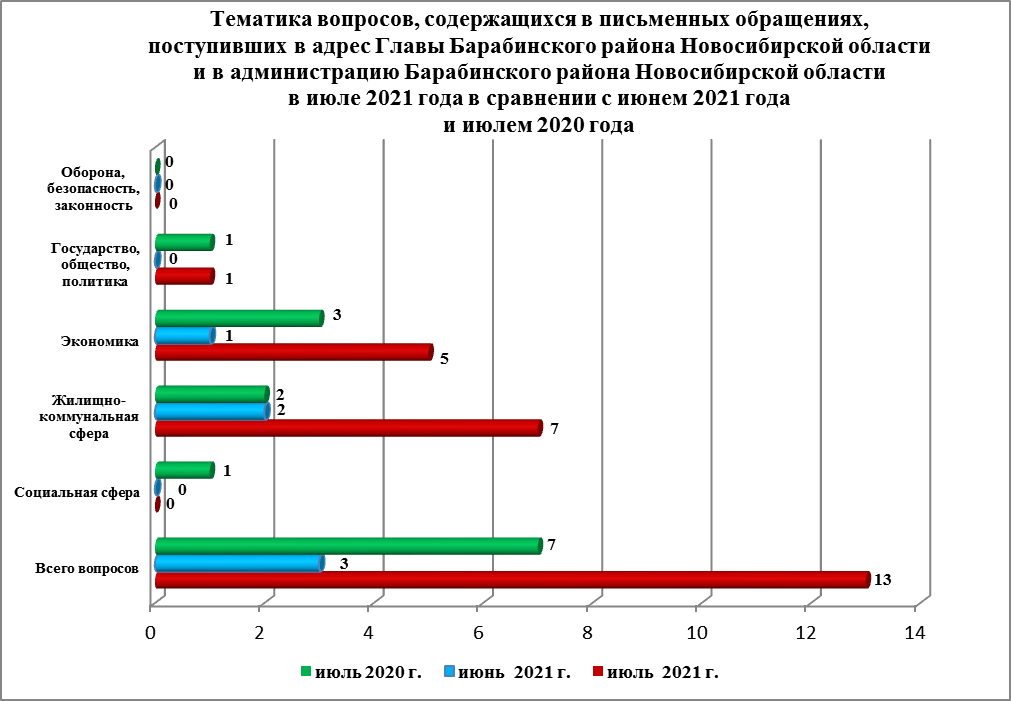 Тематика вопросов, содержащихся в письменных обращениях,
поступивших в адрес Главы Барабинского района Новосибирской области
и в администрацию Барабинского района Новосибирской области
в июле 2021 года в сравнении с июнем 2021 года
и июлем 2020 года
Оборона,
безопасность,
законность
0
0
0
Государство,
общество,
политика
1
0
1
Экономика
3
1
5
Жилищно-
коммунальная
сфера
2
2
7
Социальная сфера
1
0
0
Всего вопросов
7
3
13
0 2 4 6 8 10 12 14
июль 2020 г. июнь 2021 г. июль 2021 г.